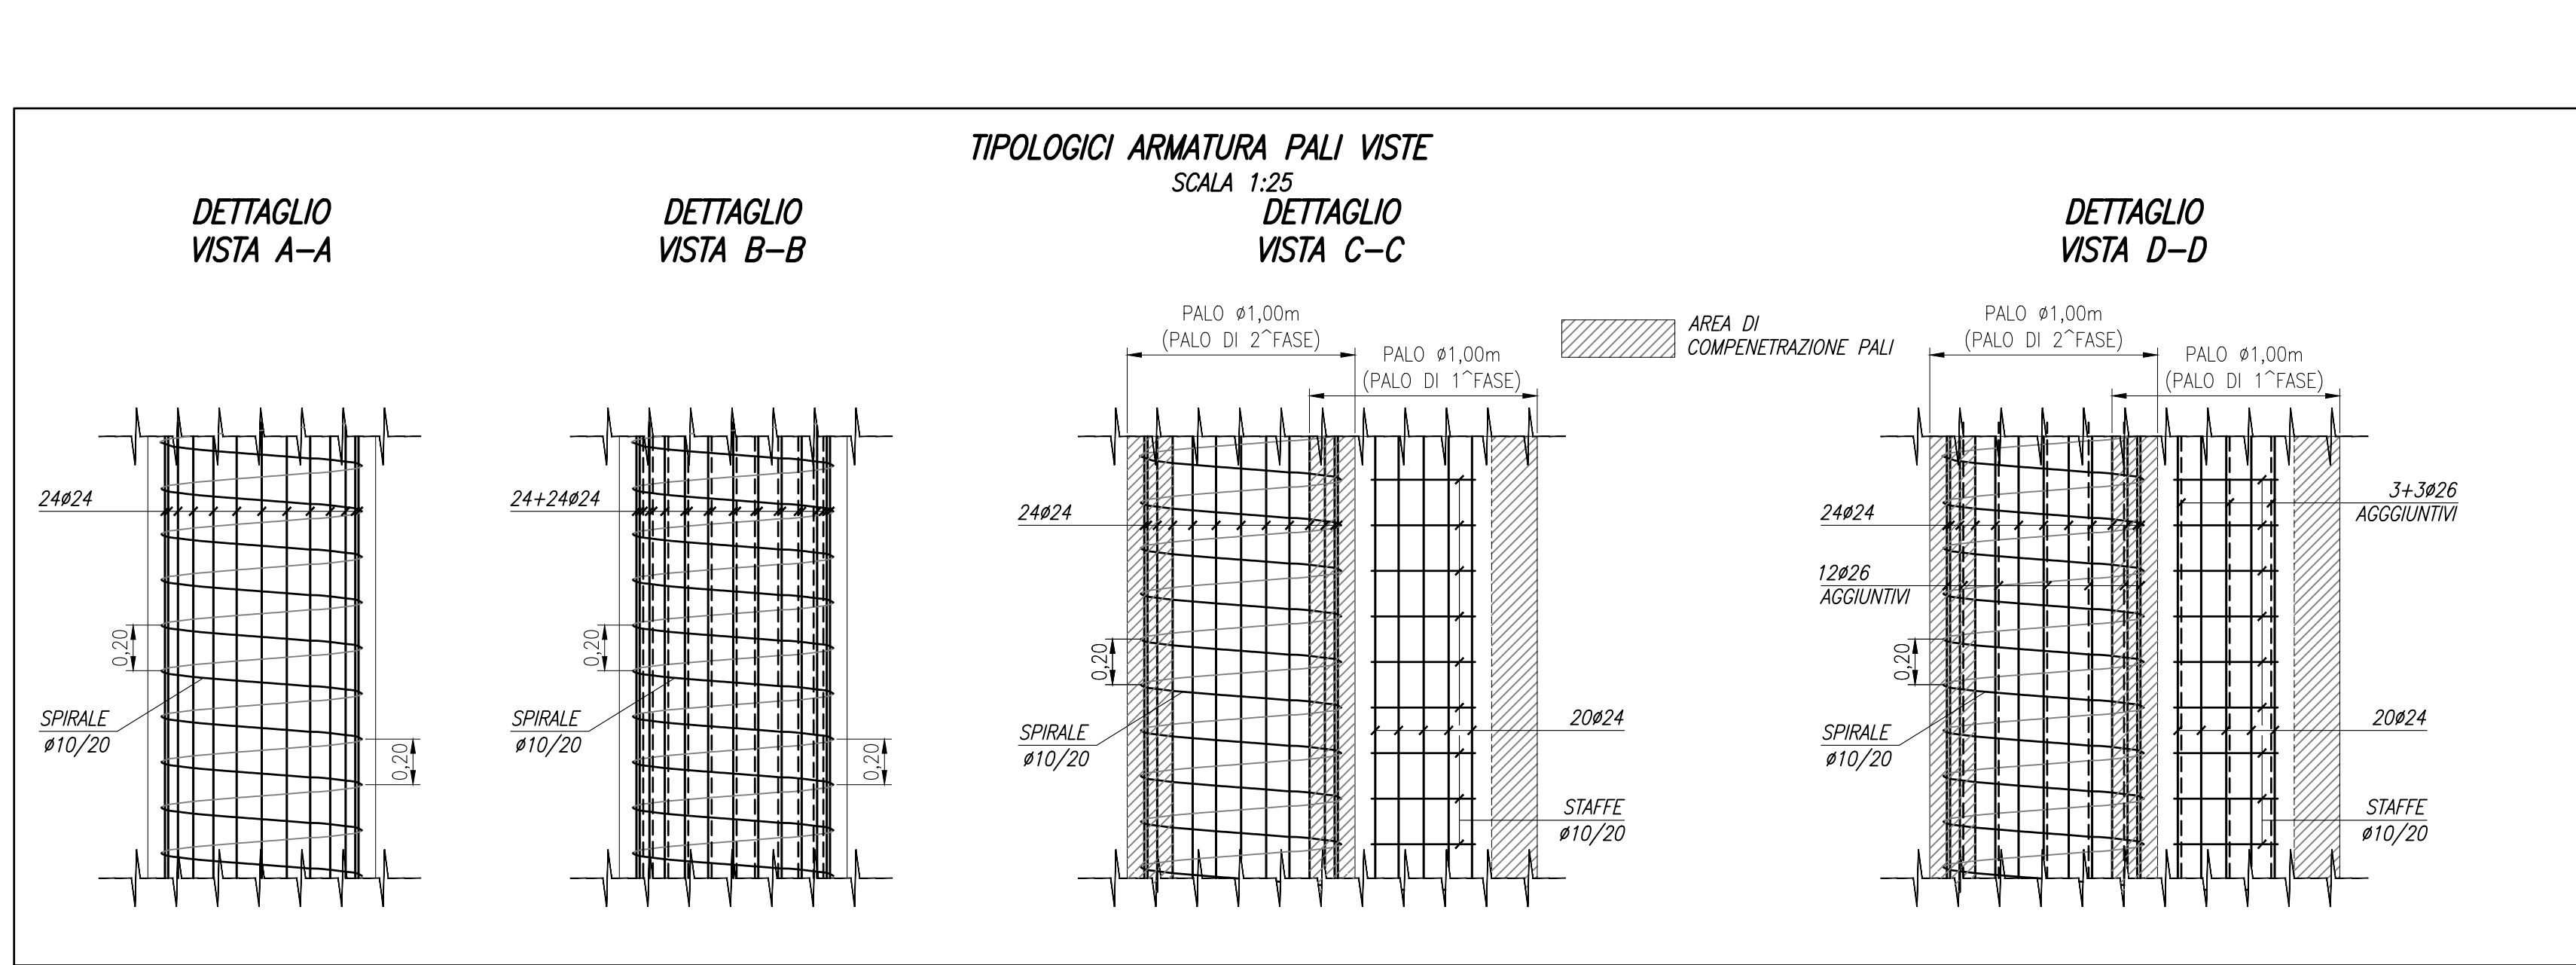 TIPOLOGICI ARMATURA PALI VISTE
SCALA 1:25
DETTAGLIO
VISTA A-A
24ø24
0,20
SPIRALE
ø10/20
0,20
DETTAGLIO
VISTA B-B
24+24ø24
0,20
SPIRALE
ø10/20
0,20
DETTAGLIO
VISTA C-C
PALO ø1,00m
(PALO DI 2^FASE)
PALO ø1,00m
(PALO DI 1^FASE)
24ø24
0,20
SPIRALE
ø10/20
20ø24
STAFFE
ø10/20
AREA DI
COMPENETRAZIONE PALI
DETTAGLIO
VISTA D-D
PALO ø1,00m
(PALO DI 2^FASE)
PALO ø1,00m
(PALO DI 1^FASE)
24ø24
12ø26
AGGIUNTIVI
0,20
SPIRALE
ø10/20
3+3ø26
AGGGIUNTIVI
20ø24
STAFFE
ø10/20